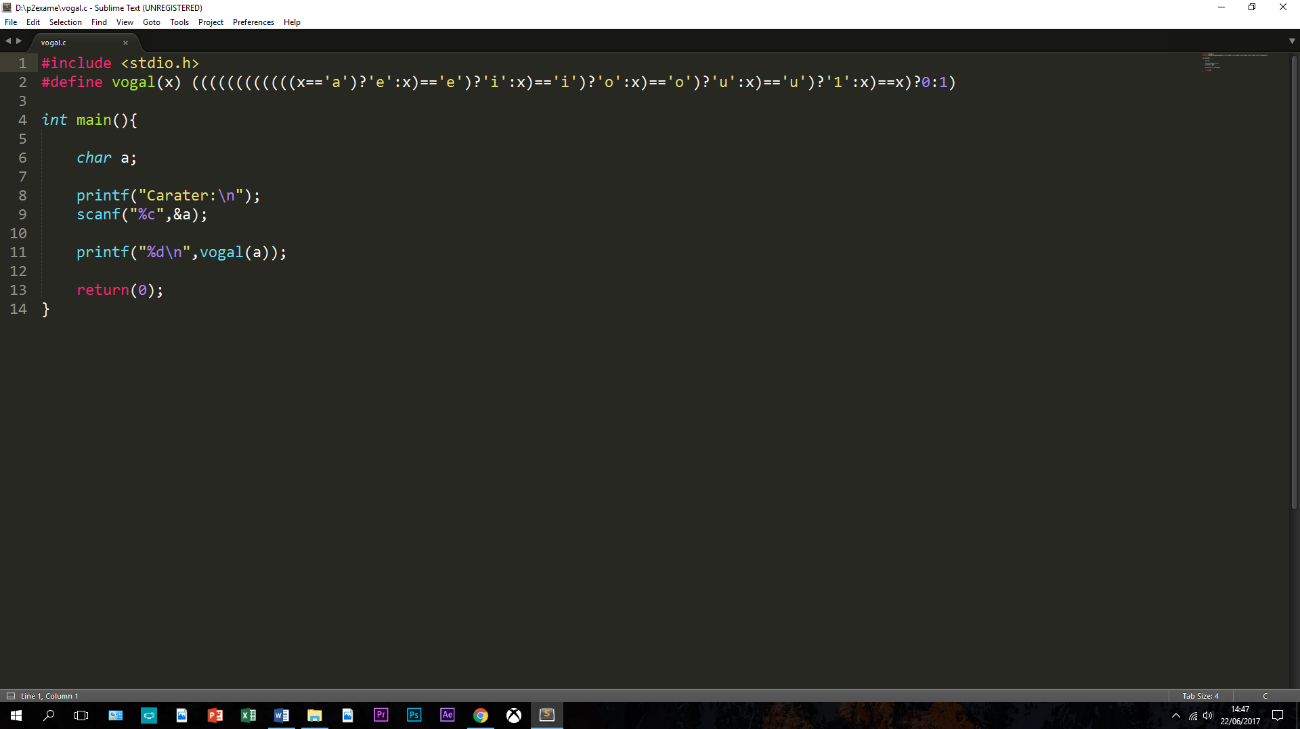 D:\p2exame\vogal.c - Sublime Text (UNREGISTERED)
File Edit Selection Find View Goto Tools Project Preferences Help
vogal.c ×
1 #include <stdio.h>
2 #define vogal(x) ((((((((((((x=='a')?'e':x)=='e')?'i':x)=='i')?'o':x)=='o')?'u':x)=='u')?'1':x)==x)?0:1)
3
4 int main(){
5
6 char a;
7
8 printf("Carater:\n");
9 scanf("%c",&a);
10
11 printf("%d\n",vogal(a));
12
13 return(0);
14 }
Line 1, Column 1
Tab Size: 4
C
Pr
Ps
Ae
14:47
22/06/2017